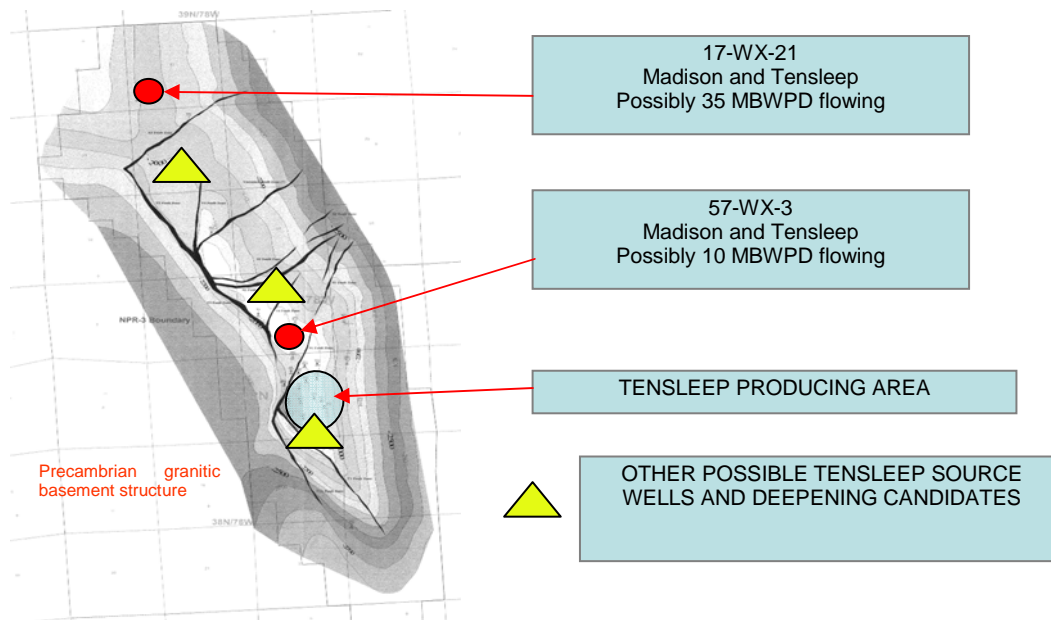 39N/78W
17-WX-21
Madison and Tensleep
Possibly 35 MBWPD flowing
57-WX-3
Madison and Tensleep
Possibly 10 MBWPD flowing
NPR-3 Boundary
TENSLEEP PRODUCING AREA
Precambrian granitic
basement structure
OTHER POSSIBLE TENSLEEP SOURCE
WELLS AND DEEPENING CANDIDATES
38N/78W